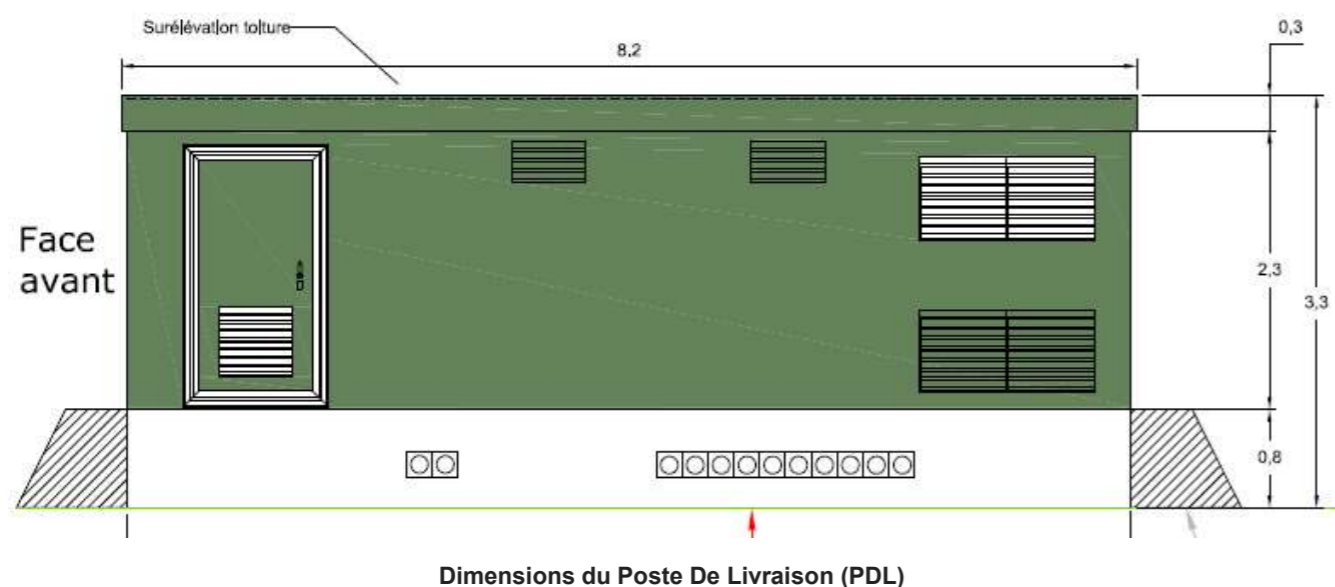 Surélévation toiture
0,3
8,2
Face
avant
2,3
3,3
0,8
Dimensions du Poste De Livraison (PDL)